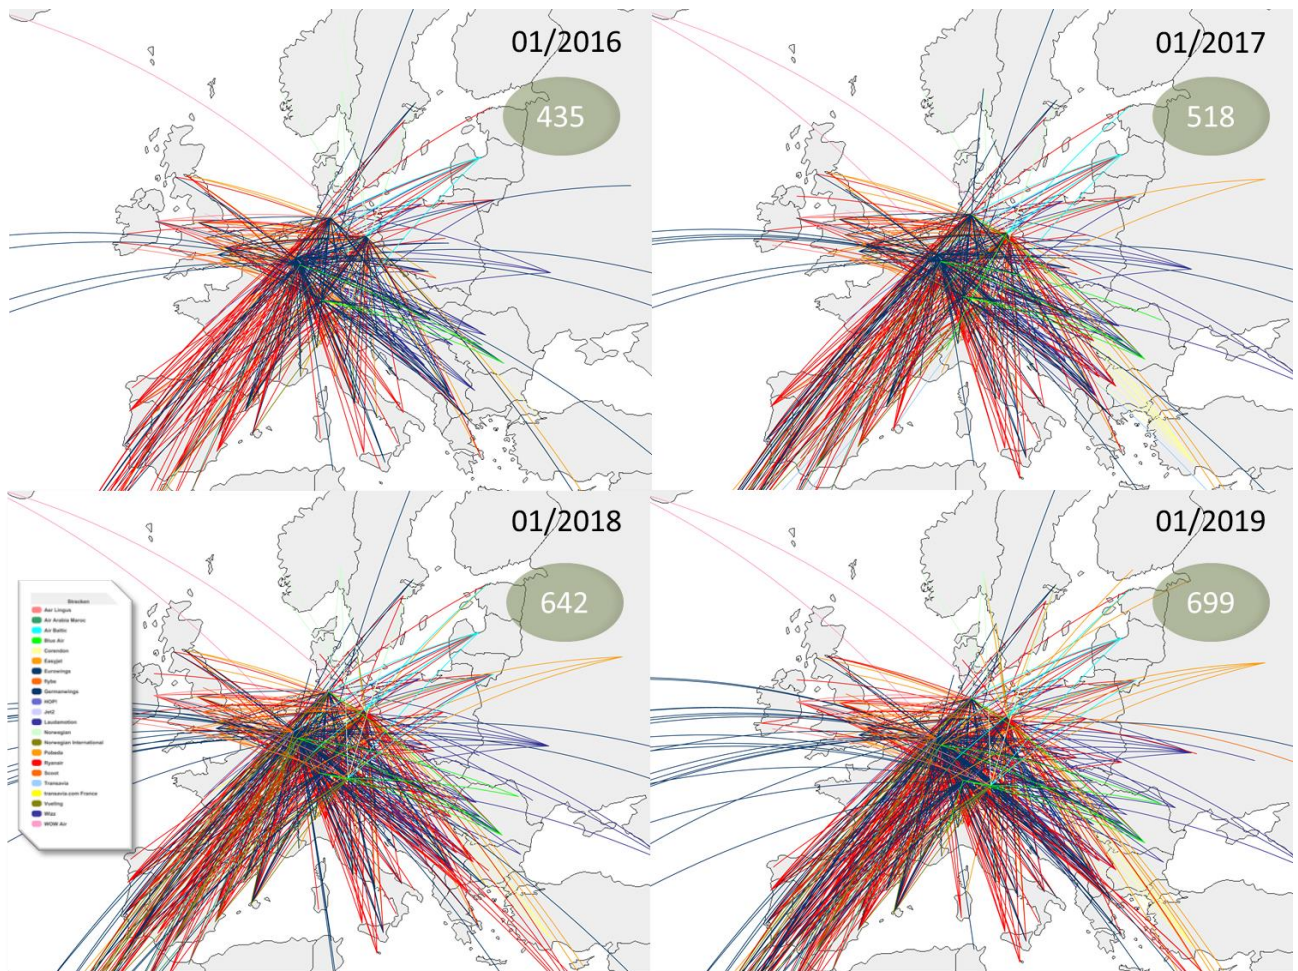 01/2016
435
01/2017
518
01/2018
642
Strecken
Aer Lingus
Air Arabia Maroc
Air Baltic
Blue Air
Corendon
Easyjet
Eurowings
flybe
Germanwings
HOP!
Jet2
Laudamotion
Norwegian
Norwegian International
Pobeda
Ryanair
Scoot
Transavia
transavia.com France
Vueling
Wizz
WOW Air
01/2019
699